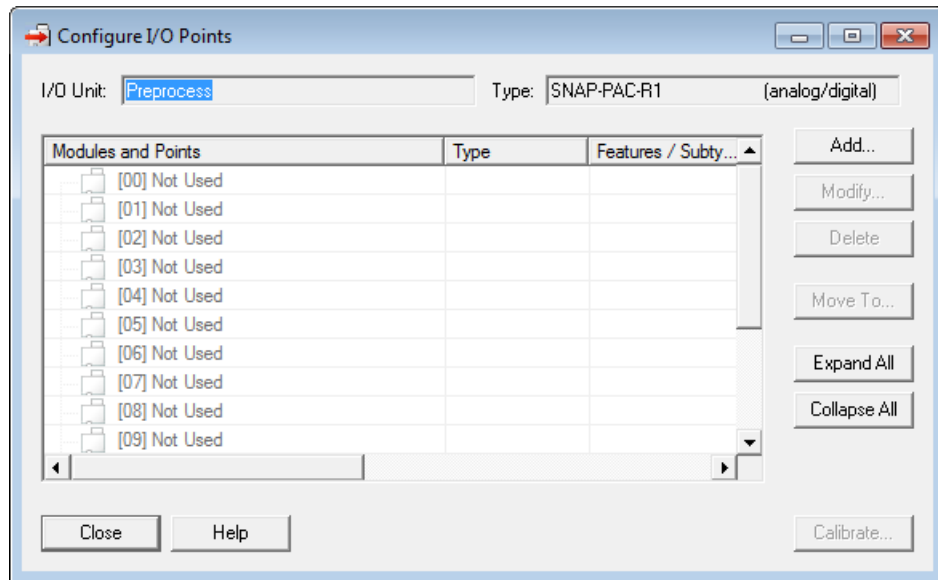 Configure I/O Points
I/O Unit: Preprocess Type: SNAP-PAC-R1 (analog/digital)
Modules and Points Type Features / Subty...
[00] Not Used
[01] Not Used
[02] Not Used
[03] Not Used
[04] Not Used
[05] Not Used
[06] Not Used
[07] Not Used
[08] Not Used
[09] Not Used
Add...
Modify...
Delete
Move To...
Expand All
Collapse All
Close Help Calibrate...